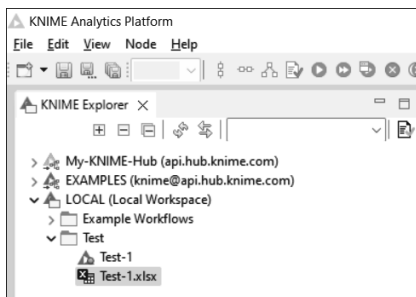 KNIME Analytics Platform
File Edit View Node Help
KNIME Explorer
My-KNIME-Hub (api.hub.knime.com)
EXAMPLES (knime@api.hub.knime.com)
LOCAL (Local Workspace)
Example Workflows
Test
Test-1
Test-1.xlsx